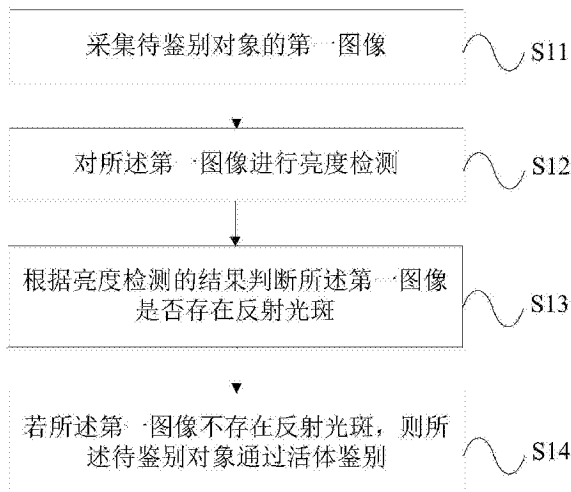 采集待鉴别对象的第一图像
S11
对所述第一图像进行亮度检测
S12
根据亮度检测的结果判断所述第一图像
是否存在反射光斑
S13
若所述第一图像不存在反射光斑，则所
述待鉴别对象通过活体鉴别
S14